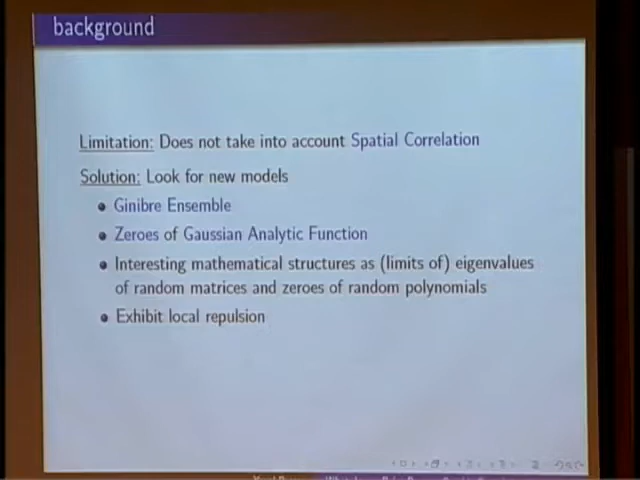 background
Limitation: Does not take into account Spatial Correlation
Solution: Look for new models
• Ginibre Ensemble
• Zeroes of Gaussian Analytic Function
• Interesting mathematical structures as (limits of) eigenvalues
of random matrices and zeroes of random polynomials
• Exhibit local repulsion